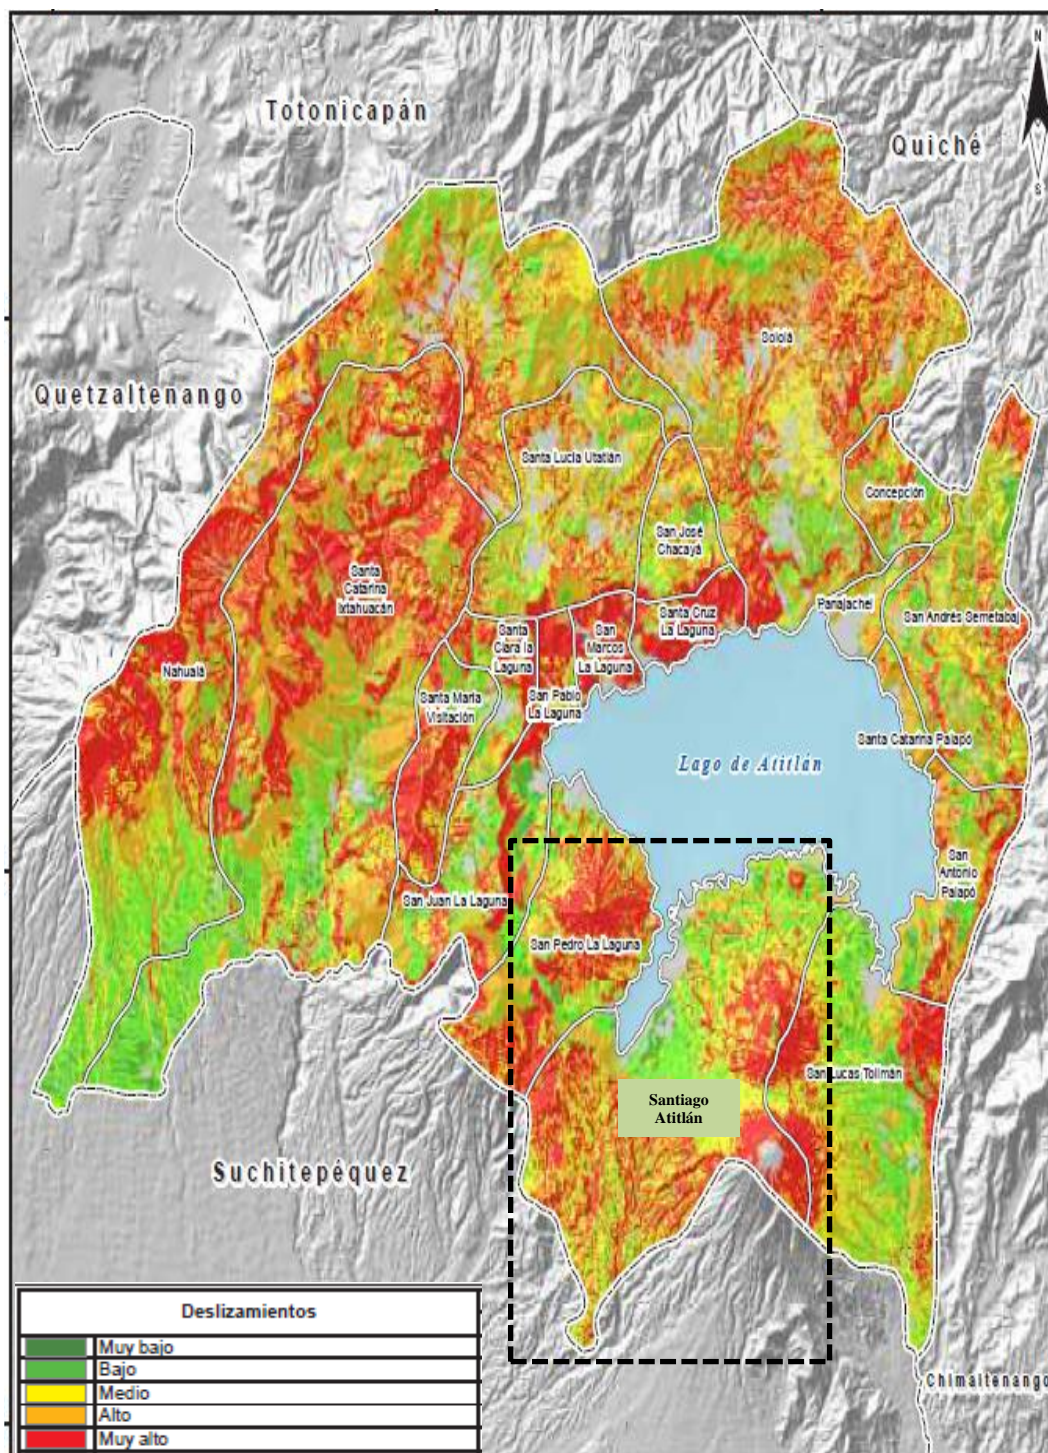 N
Totonicapán
Quiché
S
Sololá
Quetzaltenango
Santa Lucía Utatlán
Concepción
San José
Chacayá
Santa
Catarina
Ixtahuacán
Panajachel
San Andrés Semetabaj
Santa Cruz
La Laguna
Santa
Clara la
Laguna
San
Marcos
La Laguna
Nahualá
Santa María
Visitación
San Pablo
La Laguna
Santa Catarina Palapó
Lago de Atitlán
San
Antonio
Palapó
San Juan La Laguna
San Pedro La Laguna
San Lucas Tolimán
Santiago
Atitlán
Suchitepéquez
Deslizamientos
Muy bajo
Bajo
Medio
Alto
Muy alto
Chimaltenango